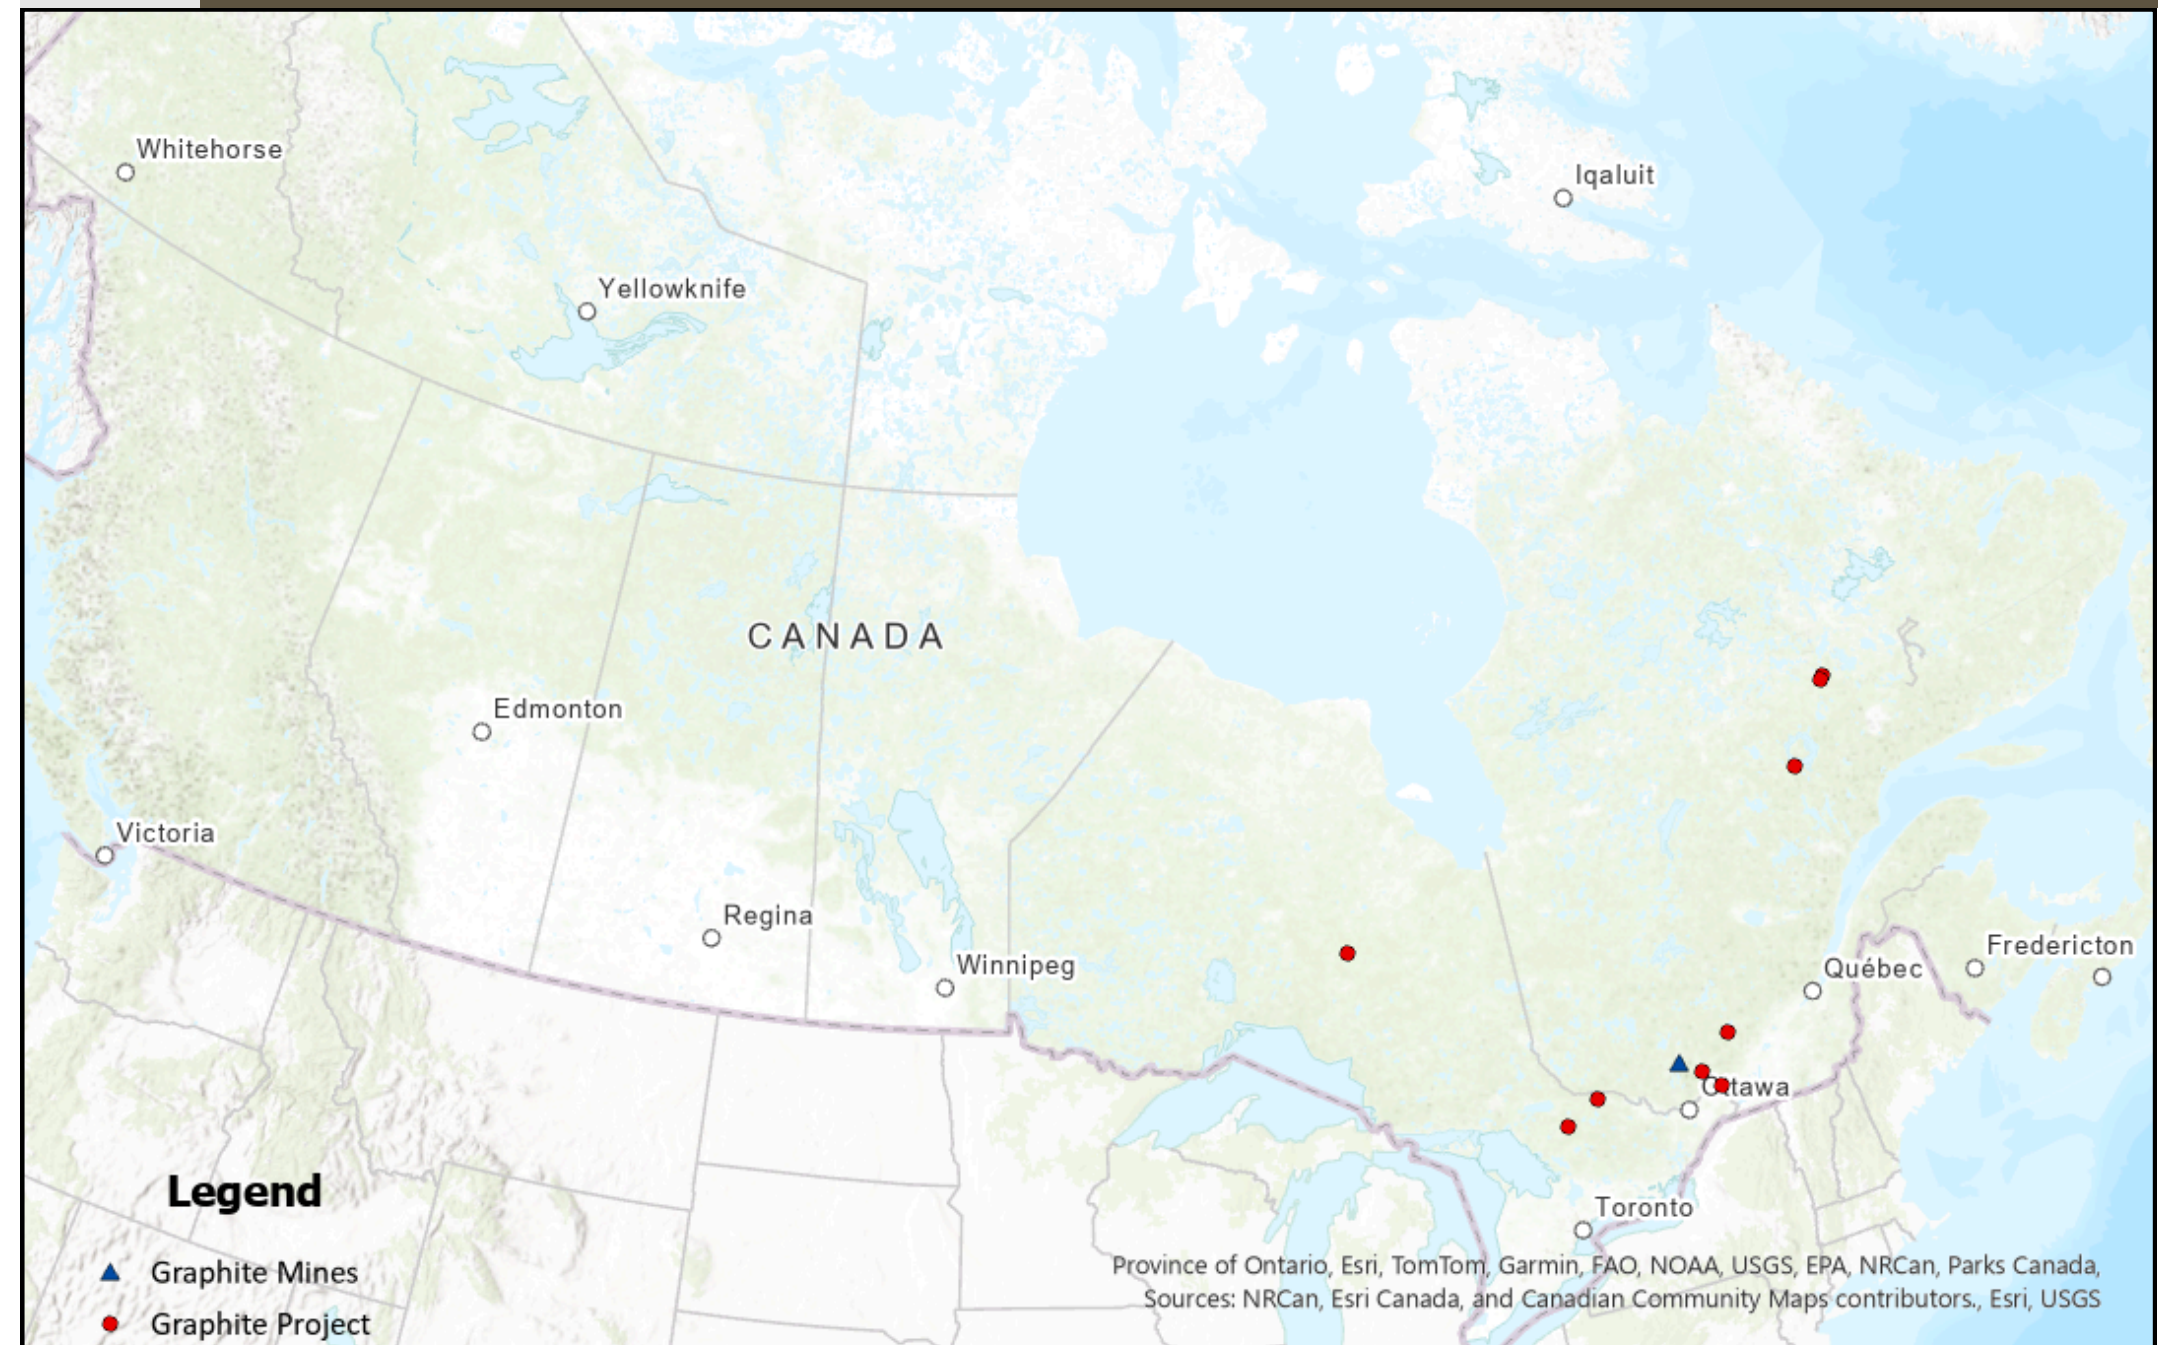 Whitehorse
Iqaluit
Yellowknife
CANADA
Edmonton
Victoria
Regina
Winnipeg
Fredericton
Québec
Ottawa
Toronto
Legend
Graphite Mines
Graphite Project
Province of Ontario, Esri, TomTom, Garmin, FAO, NOAA, USGS, EPA, NRCan, Parks Canada,
Sources: NRCan, Esri Canada, and Canadian Community Maps contributors., Esri, USGS